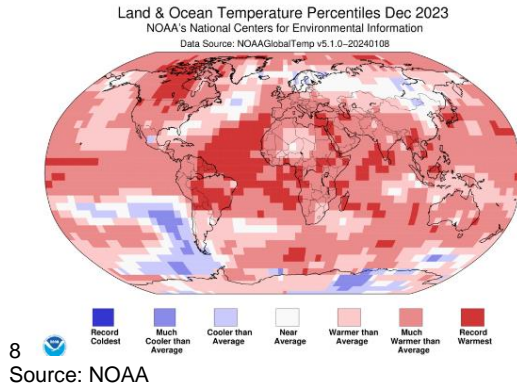 Land & Ocean Temperature Percentiles Dec 2023
NOAA's National Centers for Environmental Information
Data Source: NOAAGlobalTemp v5.1.0–20240108
Record Coldest
Much Cooler than Average
Cooler than Average
Near Average
Warmer than Average
Much Warmer than Average
Record Warmest
8
Source: NOAA